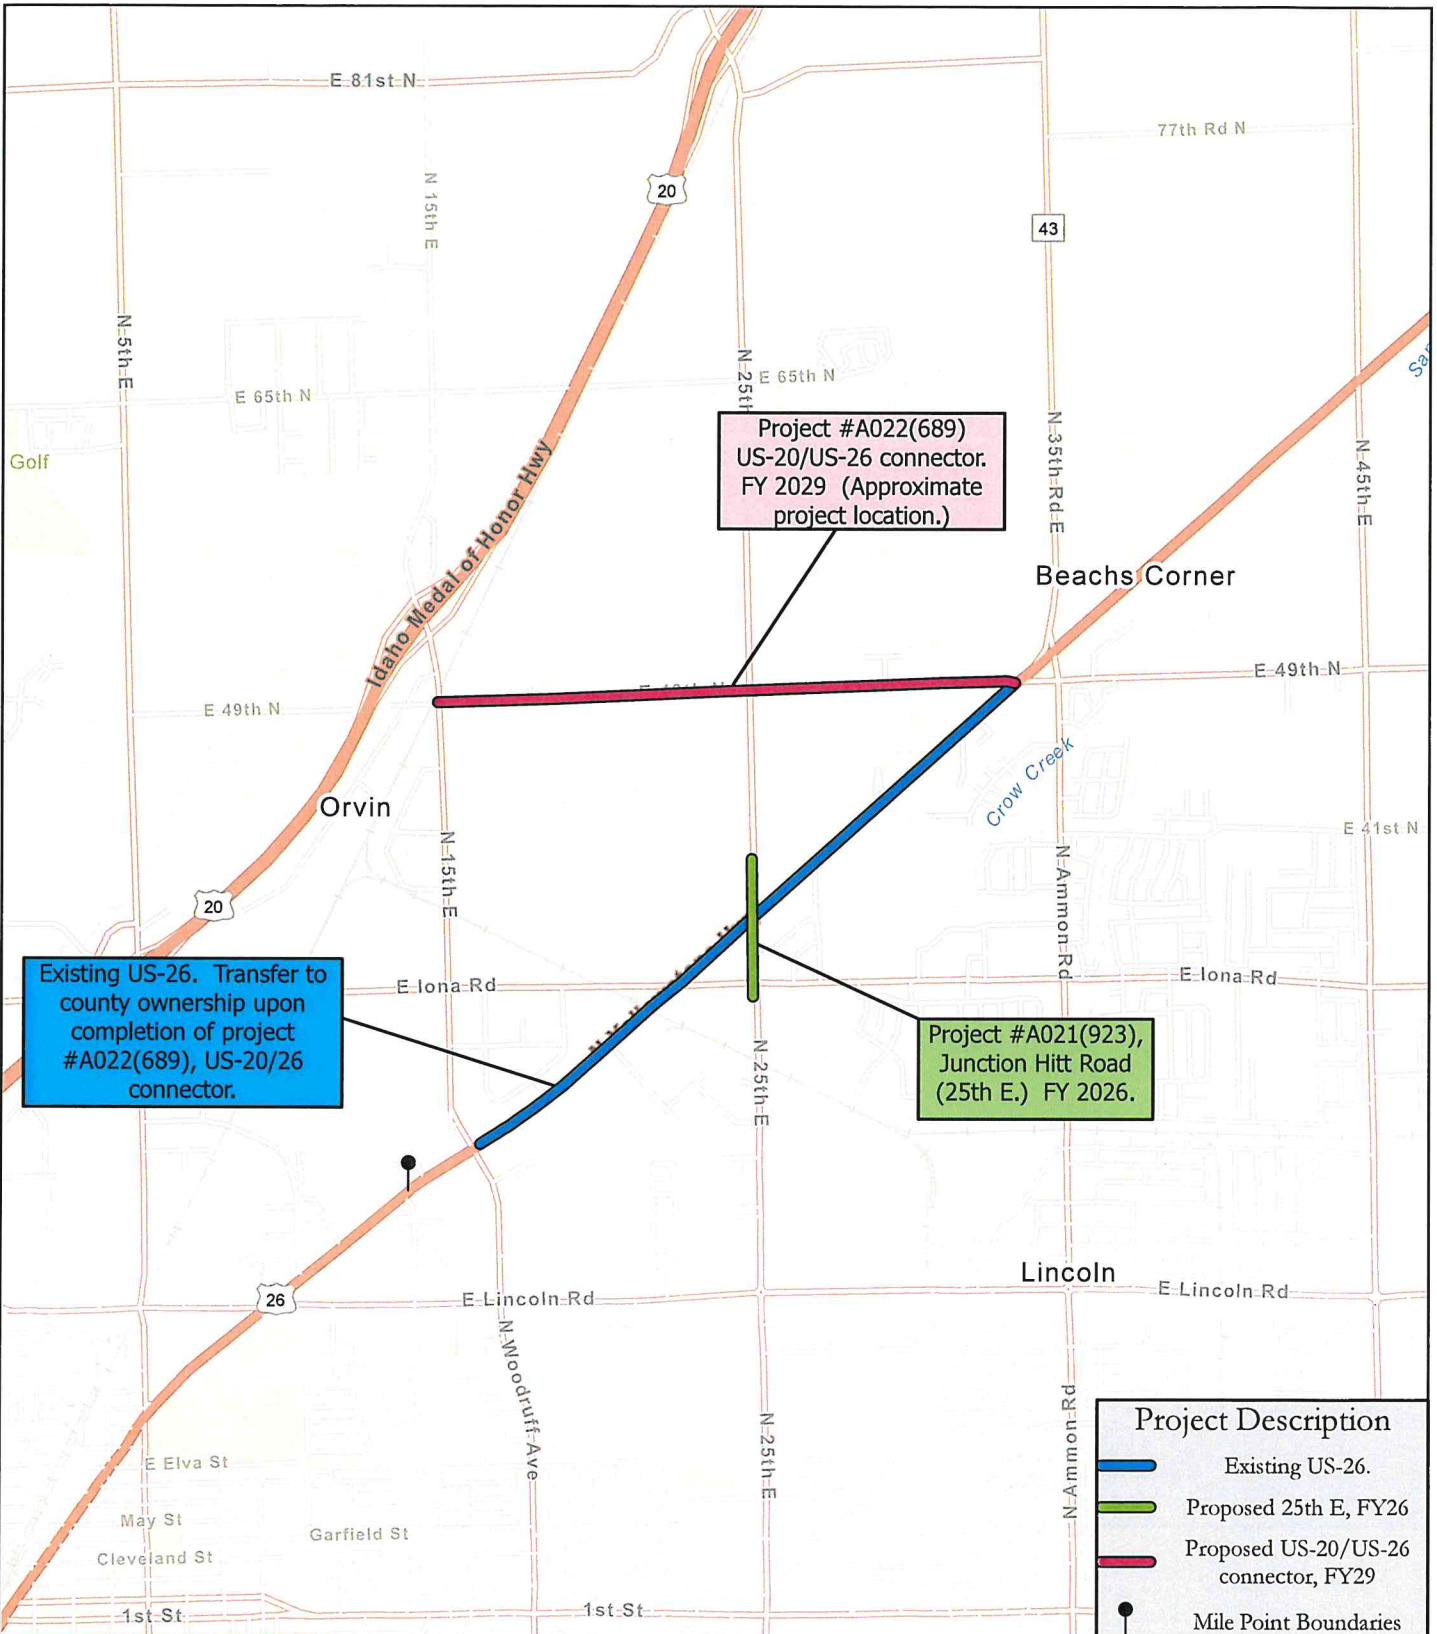 E 81st N
77th Rd N
N 15th E
20
43
N 5th E
N 25th
E 65th N
E 65th N
Golf
Idaho Medal of Honor Hwy
Project #A022(689)
US-20/US-26 connector.
FY 2029 (Approximate
project location.)
N 35th Rd E
N 45th E
Beachs Corner
E 49th N
E 49th N
Crow Creek
Orvin
E 41st N
N 15th E
N Ammon Rd
20
E Iona Rd
E Iona Rd
Existing US-26. Transfer to
county ownership upon
completion of project
#A022(689), US-20/26
connector.
Project #A021(923),
Junction Hitt Road
(25th E.) FY 2026.
N 25th E
Lincoln
26
E Lincoln Rd
E Lincoln Rd
N Woodruff Ave
N 25th E
N Ammon Rd
E Elva St
May St
Garfield St
Cleveland St
1st St
1st St
Project Description
Existing US-26.
Proposed 25th E, FY26
Proposed US-20/US-26
connector, FY29
Mile Point Boundaries